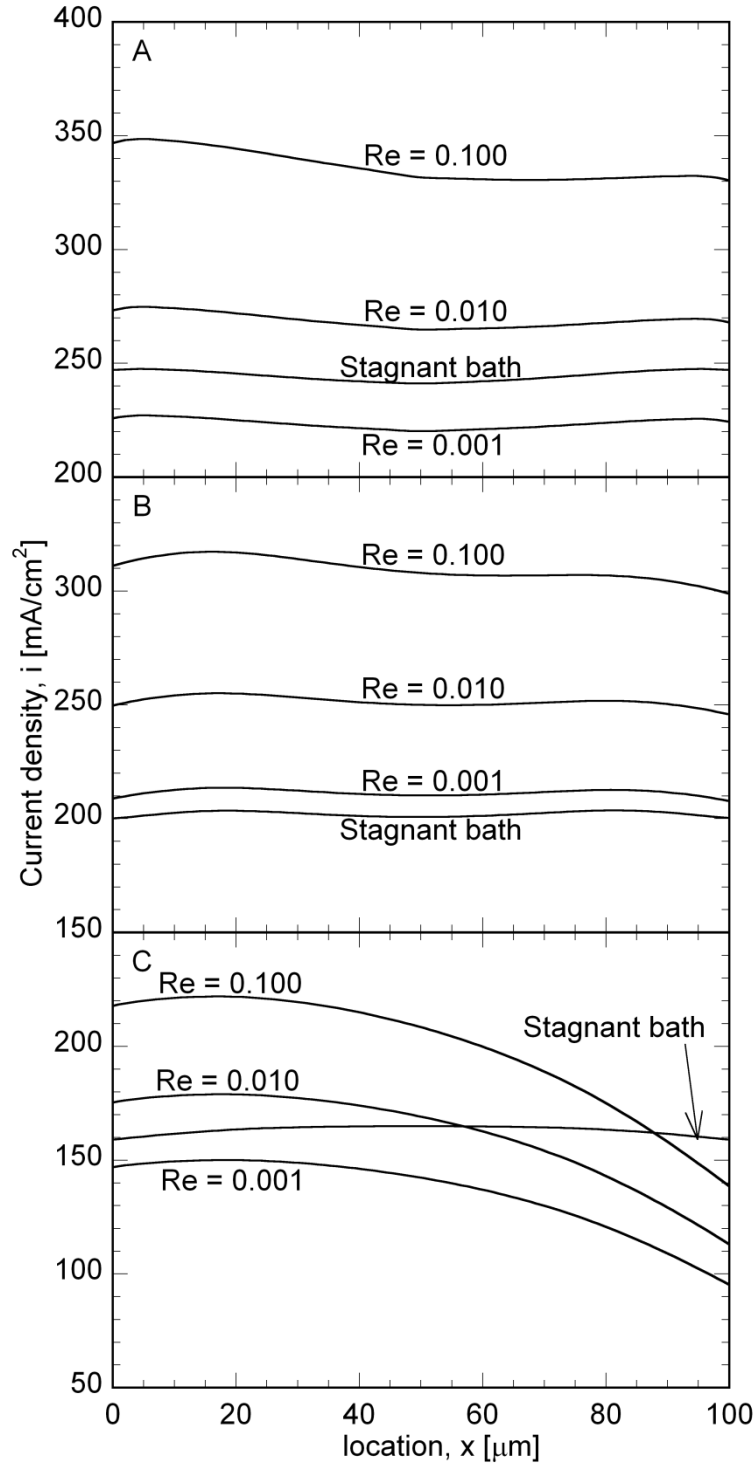 400
A
350
Re = 0.100
300
Re = 0.010
Stagnant bath
250
Re = 0.001
200
B
Re = 0.100
300
Re = 0.010
250
Re = 0.001
200
Stagnant bath
150
C
Re = 0.100
Stagnant bath
200
Re = 0.010
150
Re = 0.001
100
50
0 20 40 60 80 100
location, x [μm]
Current density, i [mA/cm²]